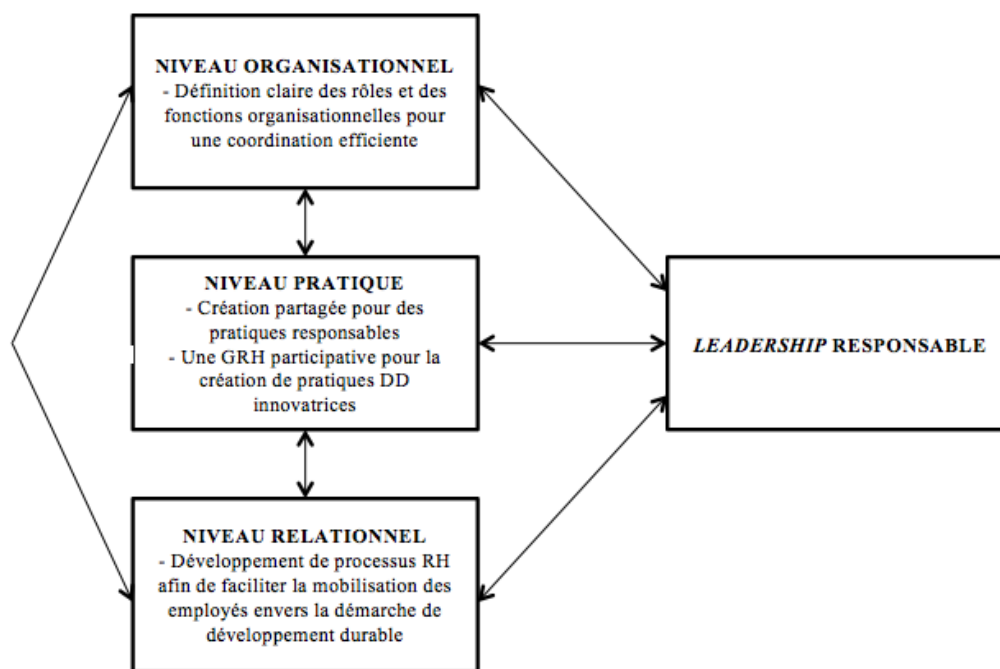 NIVEAU ORGANISATIONNEL
- Définition claire des rôles et des
fonctions organisationnelles pour
une coordination efficiente
NIVEAU PRATIQUE
- Création partagée pour des
pratiques responsables
- Une GRH participative pour la
création de pratiques DD
innovatrices
LEADERSHIP RESPONSABLE
NIVEAU RELATIONNEL
- Développement de processus RH
afin de faciliter la mobilisation des
employés envers la démarche de
développement durable